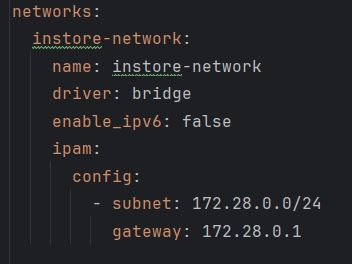 networks:
  instore-network:
    name: instore-network
    driver: bridge
    enable_ipv6: false
    ipam:
      config:
        - subnet: 172.28.0.0/24
          gateway: 172.28.0.1